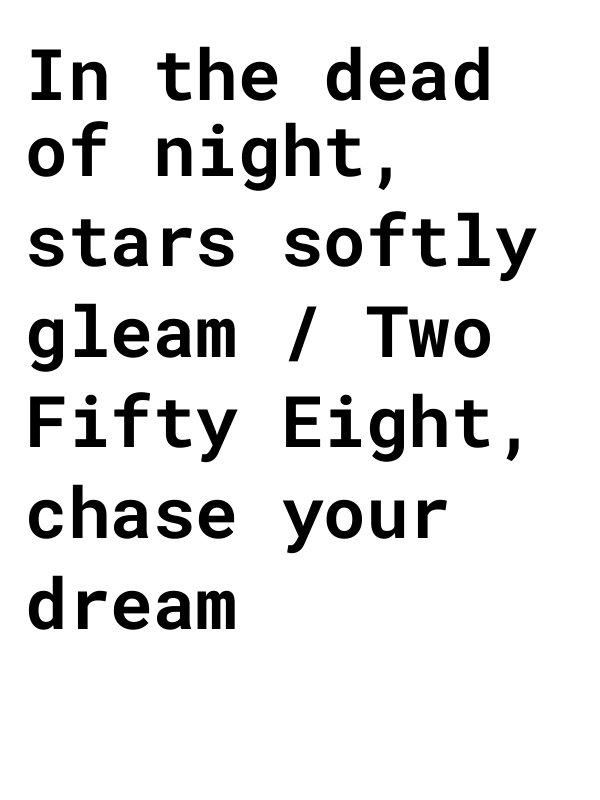 In the dead
of night,
stars softly
gleam / Two
Fifty Eight,
chase your
dream